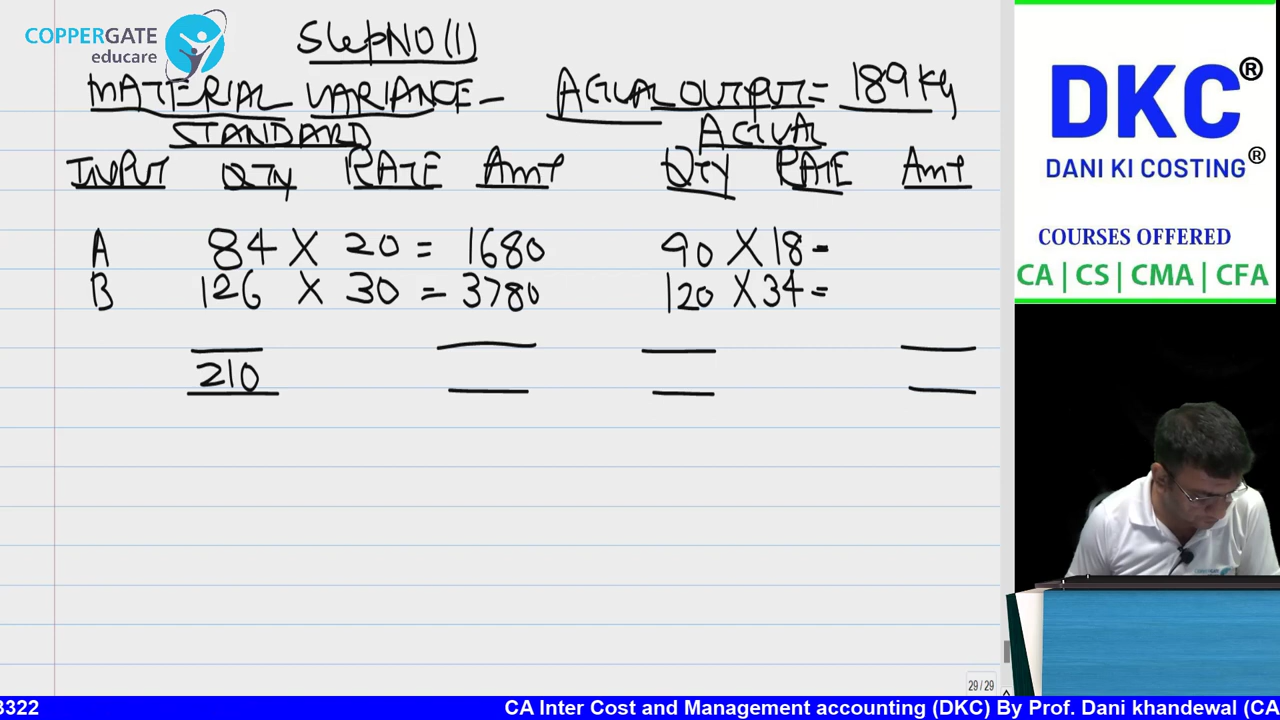 COPPERGATE
educare
Step NO (1)
MATERIAL VARIANCE - ACTUAL OUTPUT = 189 Kg
STANDARD ACTUAL
INPUT QTY RATE Amt QTY RATE Amt
A 84 X 20 = 1680 90 X 18 =
B 126 X 30 = 3780 120 X 34 =
210
29/29
DKC®
DANI KI COSTING®
COURSES OFFERED
CA | CS | CMA | CFA
3322 CA Inter Cost and Management accounting (DKC) By Prof. Dani khandewal (CA